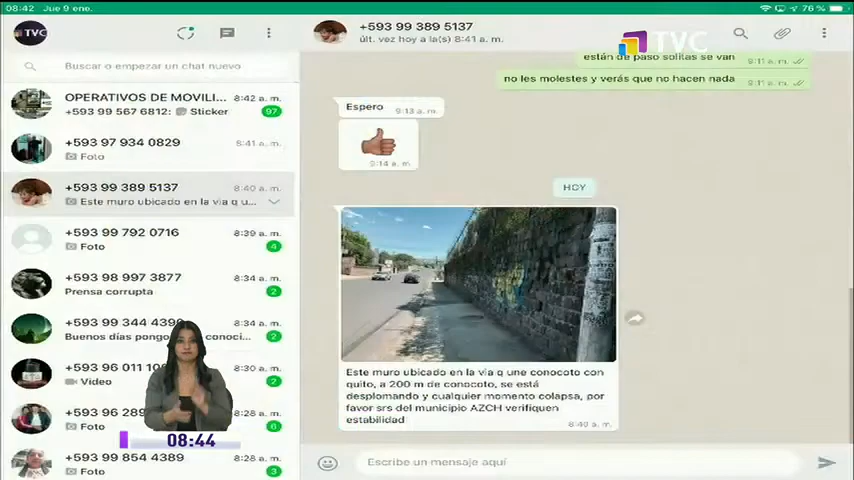 08:42 Jue 9 ene.
76 %
TVC
+593 99 389 5137
últ. vez hoy a la(s) 8:41 a. m.
TVC
Buscar o empezar un chat nuevo
OPERATIVOS DE MOVILI... 8:42 a. m.
+593 99 567 6812: Sticker 97
+593 97 934 0829 8:41 a. m.
Foto
+593 99 389 5137 8:40 a. m.
Este muro ubicado en la via q u...
+593 99 792 0716 8:39 a. m.
Foto 4
+593 98 997 3877 8:34 a. m.
Prensa corrupta 2
+593 99 344 4390 8:34 a. m.
Buenos días pongo conoci... 2
+593 96 011 8:30 a. m.
Video 2
+593 96 8:28 a. m.
Foto 6
+593 99 854 4389 8:28 a. m.
Foto 3
08:44
están de paso solitas se van 9:11 a. m.
no les molestes y verás que no hacen nada 9:11 a. m.
Espero 9:13 a. m.
9:14 a. m.
HOY
Este muro ubicado en la via q une conocoto con
quito, a 200 m de conocoto, se está
desplomando y cualquier momento colapsa, por
favor srs del municipio AZCH verifiquen
estabilidad 8:40 a. m.
Escribe un mensaje aquí